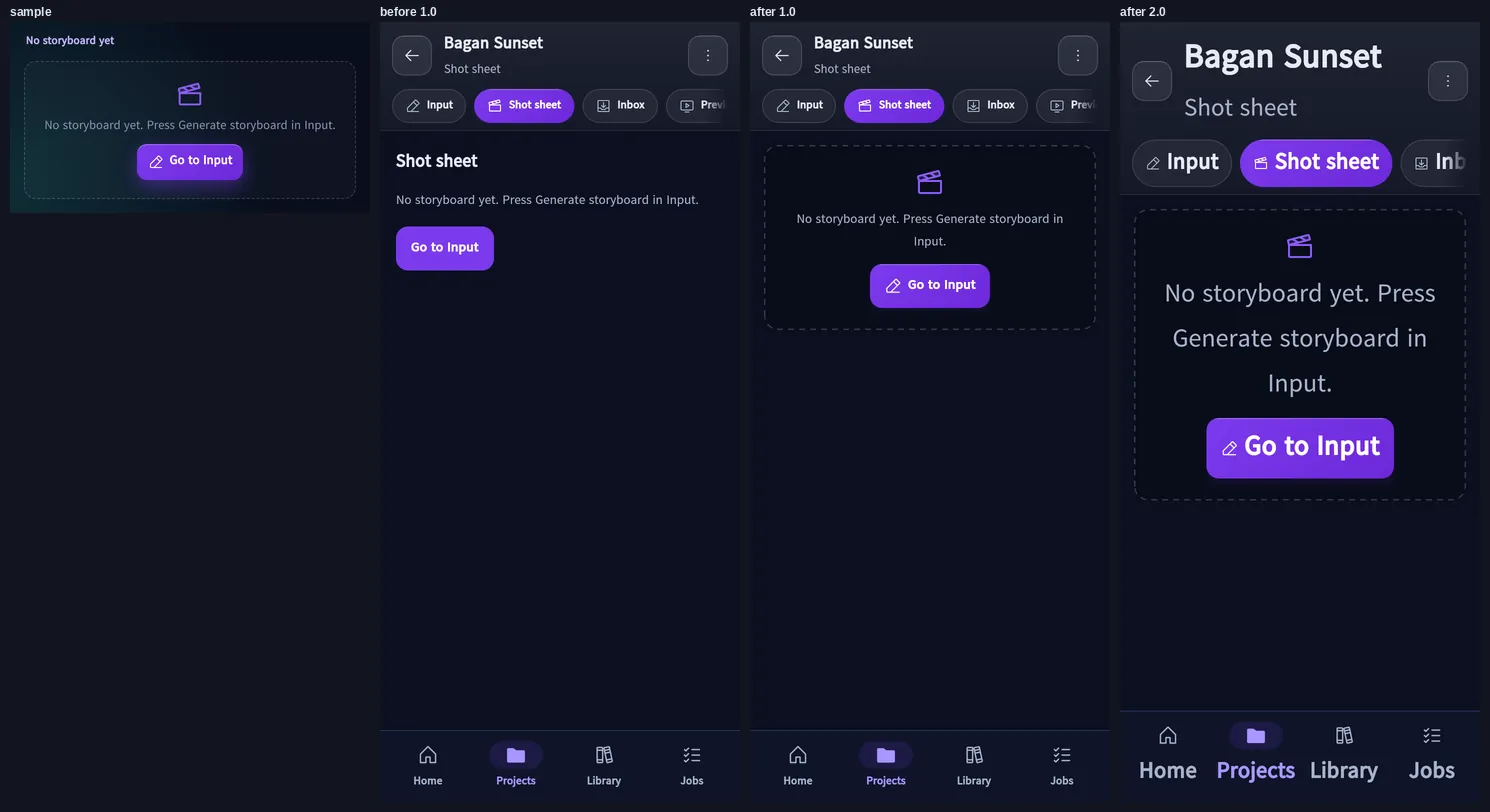 sample
No storyboard yet
No storyboard yet. Press Generate storyboard in Input.
Go to Input
before 1.0
Bagan Sunset
Shot sheet
Input
Shot sheet
Inbox
Previ
Shot sheet
No storyboard yet. Press Generate storyboard in Input.
Go to Input
Home
Projects
Library
Jobs
after 1.0
Bagan Sunset
Shot sheet
Input
Shot sheet
Inbox
Previ
No storyboard yet. Press Generate storyboard in
Input.
Go to Input
Home
Projects
Library
Jobs
after 2.0
Bagan Sunset
Shot sheet
Input
Shot sheet
Inb
No storyboard yet. Press
Generate storyboard in
Input.
Go to Input
Home
Projects
Library
Jobs